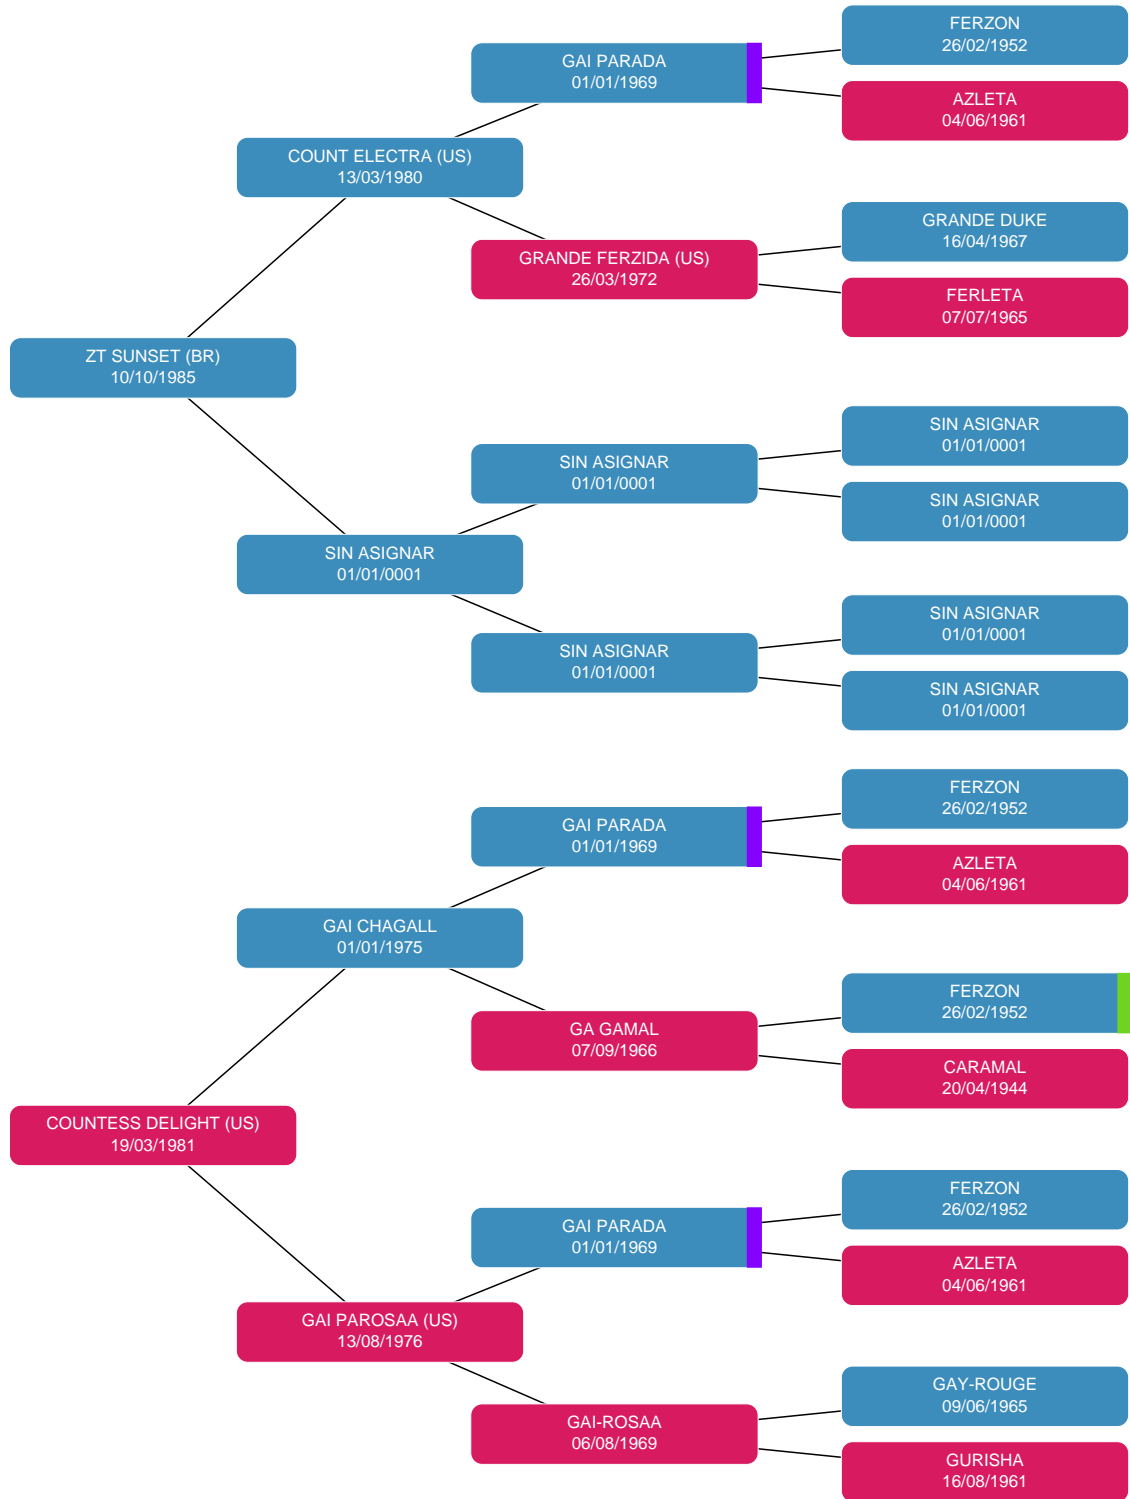 FERZON
26/02/1952
GAI PARADA
01/01/1969
AZLETA
04/06/1961
COUNT ELECTRA (US)
13/03/1980
GRANDE DUKE
16/04/1967
GRANDE FERZIDA (US)
26/03/1972
FERLETA
07/07/1965
ZT SUNSET (BR)
10/10/1985
SIN ASIGNAR
01/01/0001
SIN ASIGNAR
01/01/0001
SIN ASIGNAR
01/01/0001
SIN ASIGNAR
01/01/0001
SIN ASIGNAR
01/01/0001
SIN ASIGNAR
01/01/0001
SIN ASIGNAR
01/01/0001
FERZON
26/02/1952
GAI PARADA
01/01/1969
AZLETA
04/06/1961
GAI CHAGALL
01/01/1975
FERZON
26/02/1952
GA GAMAL
07/09/1966
CARAMAL
20/04/1944
COUNTESS DELIGHT (US)
19/03/1981
FERZON
26/02/1952
GAI PARADA
01/01/1969
AZLETA
04/06/1961
GAI PAROSAA (US)
13/08/1976
GAY-ROUGE
09/06/1965
GAI-ROSAA
06/08/1969
GURISHA
16/08/1961